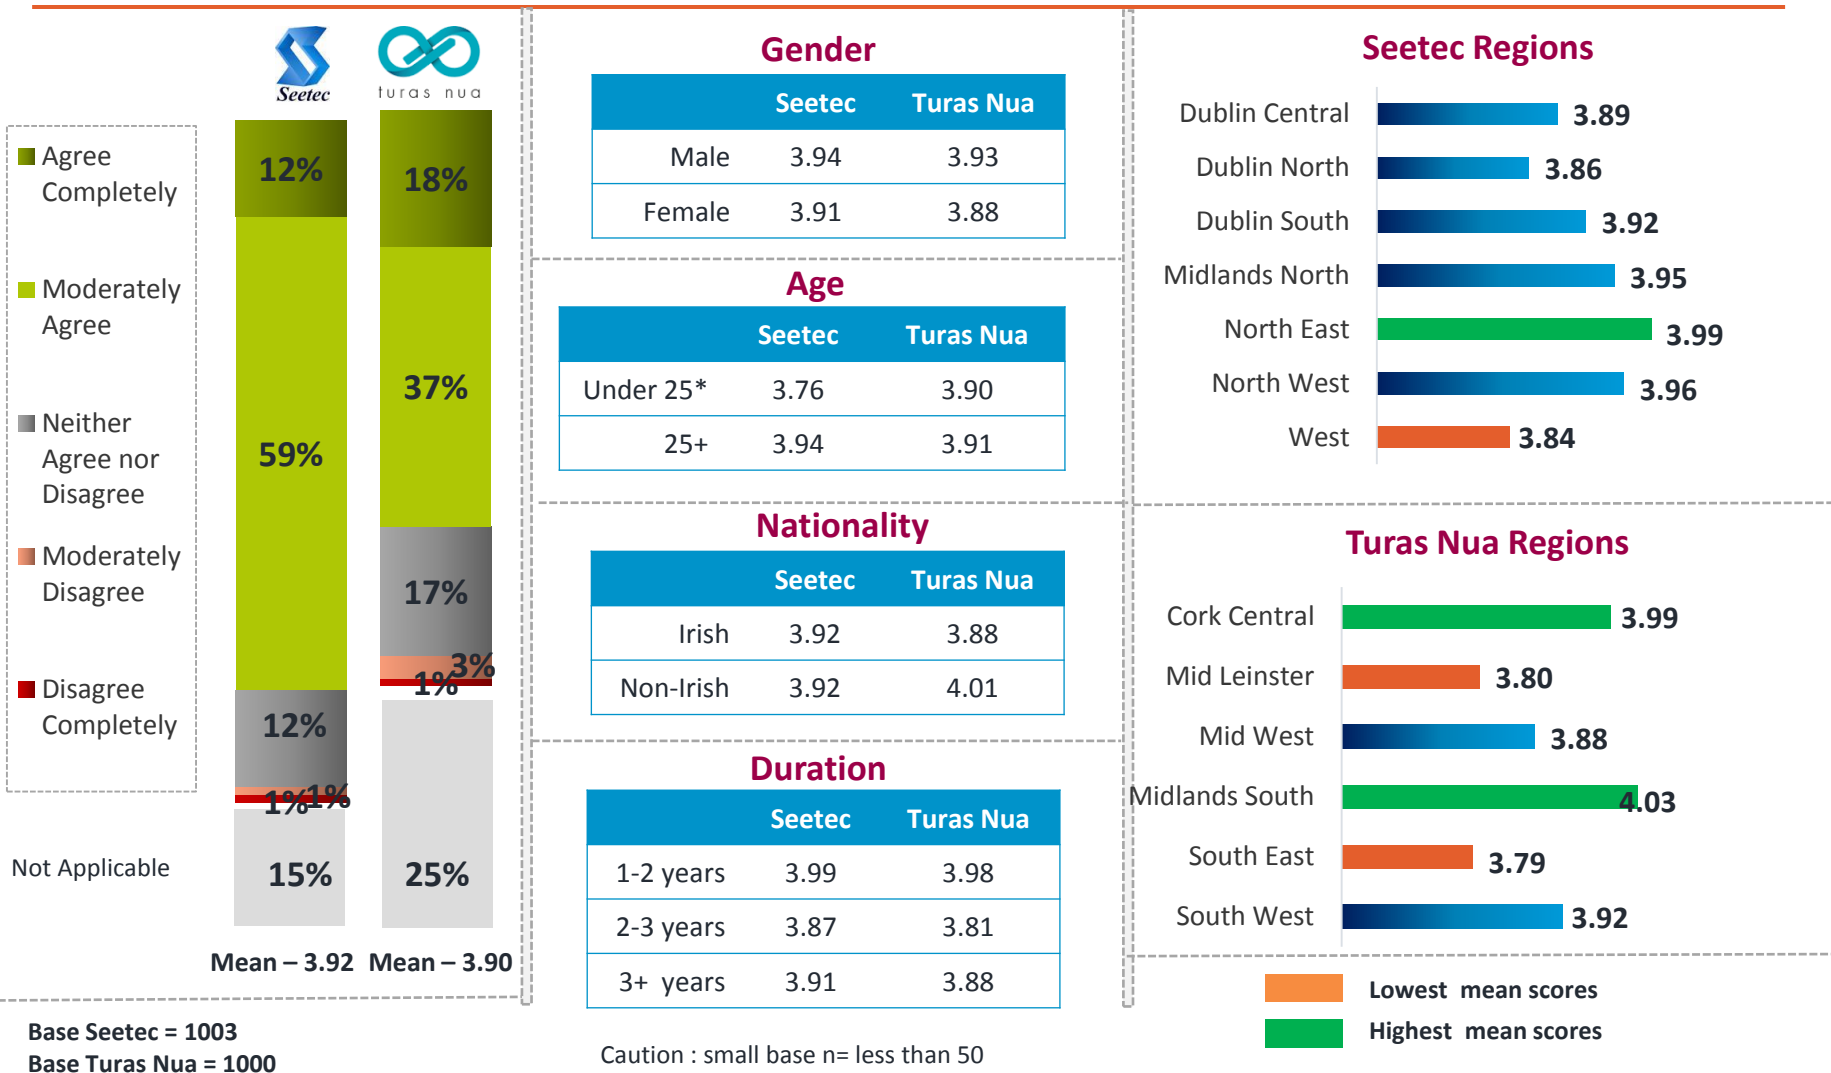 Seetec
turas nua
Agree
Completely
Moderately
Agree
Neither
Agree nor
Disagree
Moderately
Disagree
Disagree
Completely
Not Applicable
12%
59%
12%
1%
1%
15%
18%
37%
17%
3%
1%
25%
Mean – 3.92 Mean – 3.90
Base Seetec = 1003
Base Turas Nua = 1000
Gender
Seetec Turas Nua
Male 3.94 3.93
Female 3.91 3.88
Age
Seetec Turas Nua
Under 25* 3.76 3.90
25+ 3.94 3.91
Nationality
Seetec Turas Nua
Irish 3.92 3.88
Non-Irish 3.92 4.01
Duration
Seetec Turas Nua
1-2 years 3.99 3.98
2-3 years 3.87 3.81
3+ years 3.91 3.88
Caution : small base n= less than 50
Seetec Regions
Dublin Central 3.89
Dublin North 3.86
Dublin South 3.92
Midlands North 3.95
North East 3.99
North West 3.96
West 3.84
Turas Nua Regions
Cork Central 3.99
Mid Leinster 3.80
Mid West 3.88
Midlands South 4.03
South East 3.79
South West 3.92
Lowest mean scores
Highest mean scores